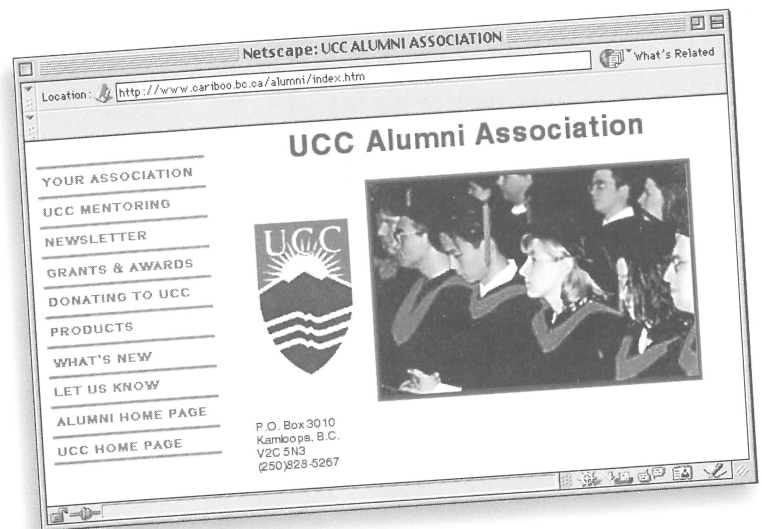 Netscape: UCC ALUMNI ASSOCIATION
Location: http://www.cariboo.bc.ca/alumni/index.htm
What's Related
UCC Alumni Association
YOUR ASSOCIATION
UCC MENTORING
NEWSLETTER
GRANTS & AWARDS
DONATING TO UCC
PRODUCTS
WHAT'S NEW
LET US KNOW
ALUMNI HOME PAGE
UCC HOME PAGE
UCC
P.O. Box 3010
Kamloops, B.C.
V2C 5N3
(250)828-5267